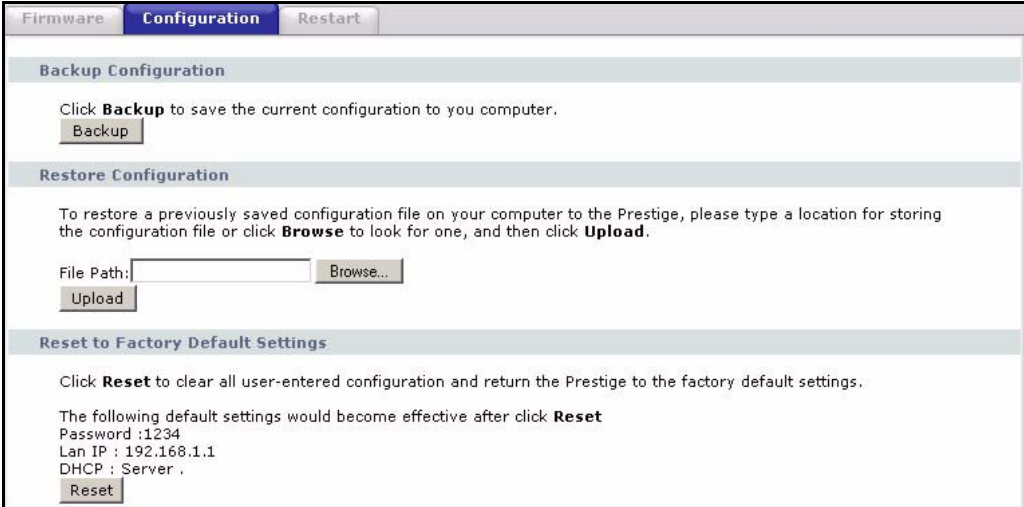 Firmware Configuration Restart
Backup Configuration
Click Backup to save the current configuration to you computer.
Backup
Restore Configuration
To restore a previously saved configuration file on your computer to the Prestige, please type a location for storing
the configuration file or click Browse to look for one, and then click Upload.
File Path: Browse...
Upload
Reset to Factory Default Settings
Click Reset to clear all user-entered configuration and return the Prestige to the factory default settings.
The following default settings would become effective after click Reset
Password :1234
Lan IP : 192.168.1.1
DHCP : Server .
Reset